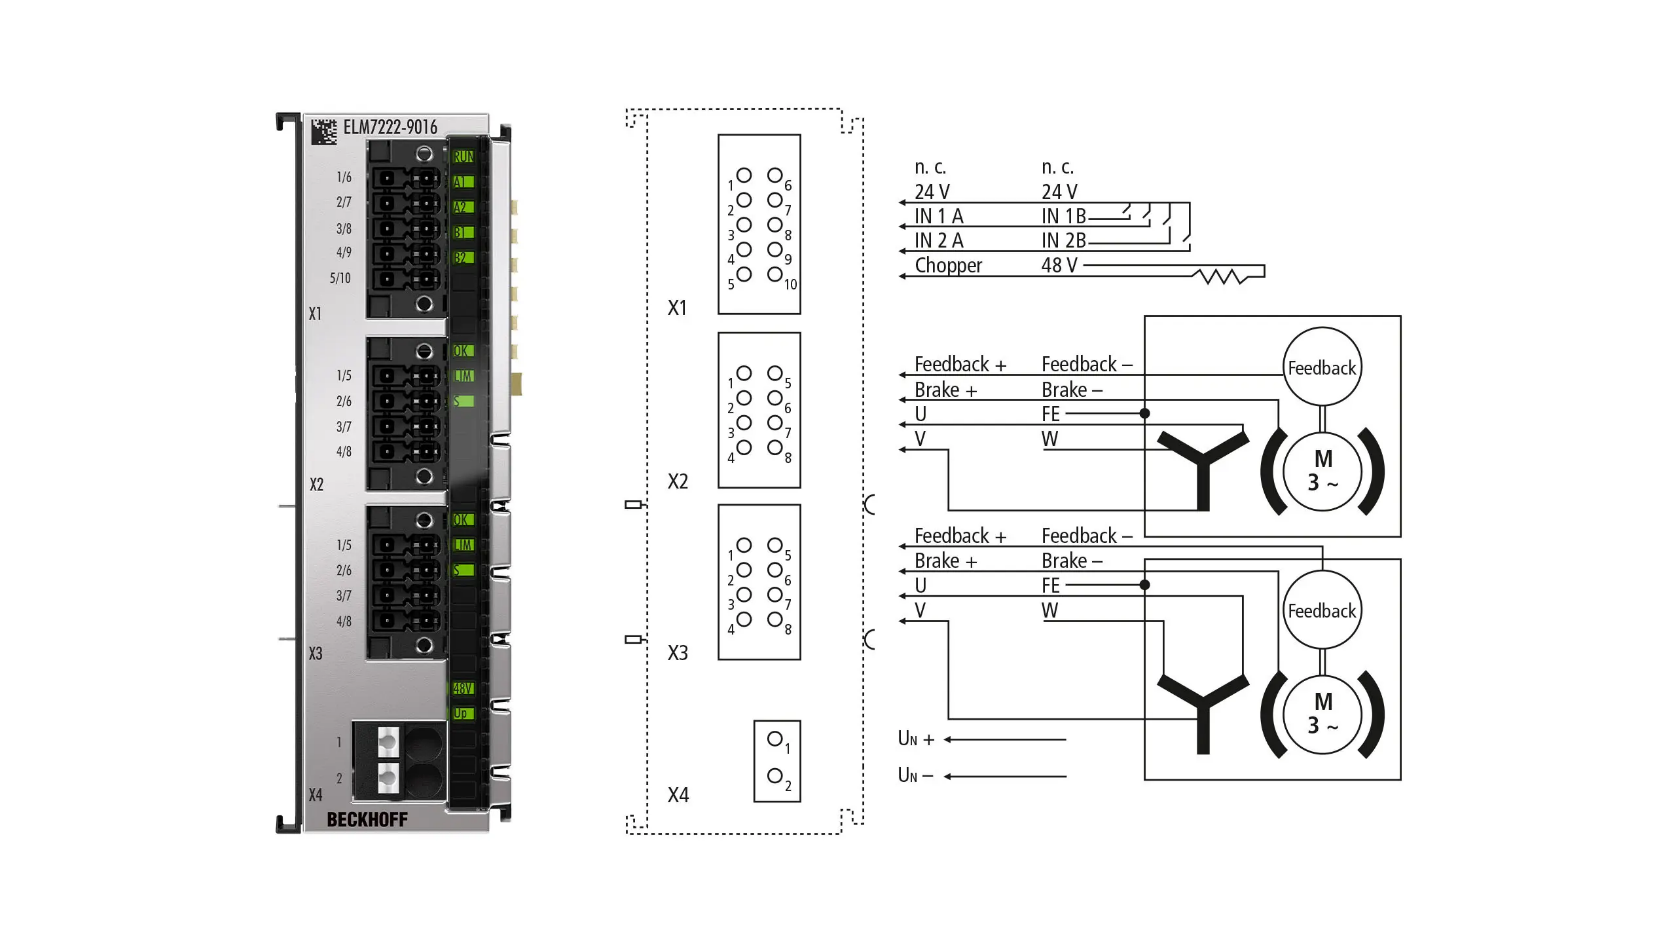 ELM7222-9016
RUN
1/6 A1
2/7 A2
3/8 B1
4/9 B2
5/10
X1
OK
1/5 LIM
2/6 S
3/7
4/8
X2
OK
1/5 LIM
2/6 S
3/7
4/8
X3
48V
Up
1
2
X4
BECKHOFF
1 6
2 7
3 8
4 9
5 10
X1
1 5
2 6
3 7
4 8
X2
1 5
2 6
3 7
4 8
X3
1
2
X4
n. c. n. c.
24 V 24 V
IN 1 A IN 1B
IN 2 A IN 2B
Chopper 48 V
Feedback + Feedback –
Brake + Brake –
U FE
V W
Feedback
M
3 ~
Feedback + Feedback –
Brake + Brake –
U FE
V W
Feedback
M
3 ~
UN +
UN –